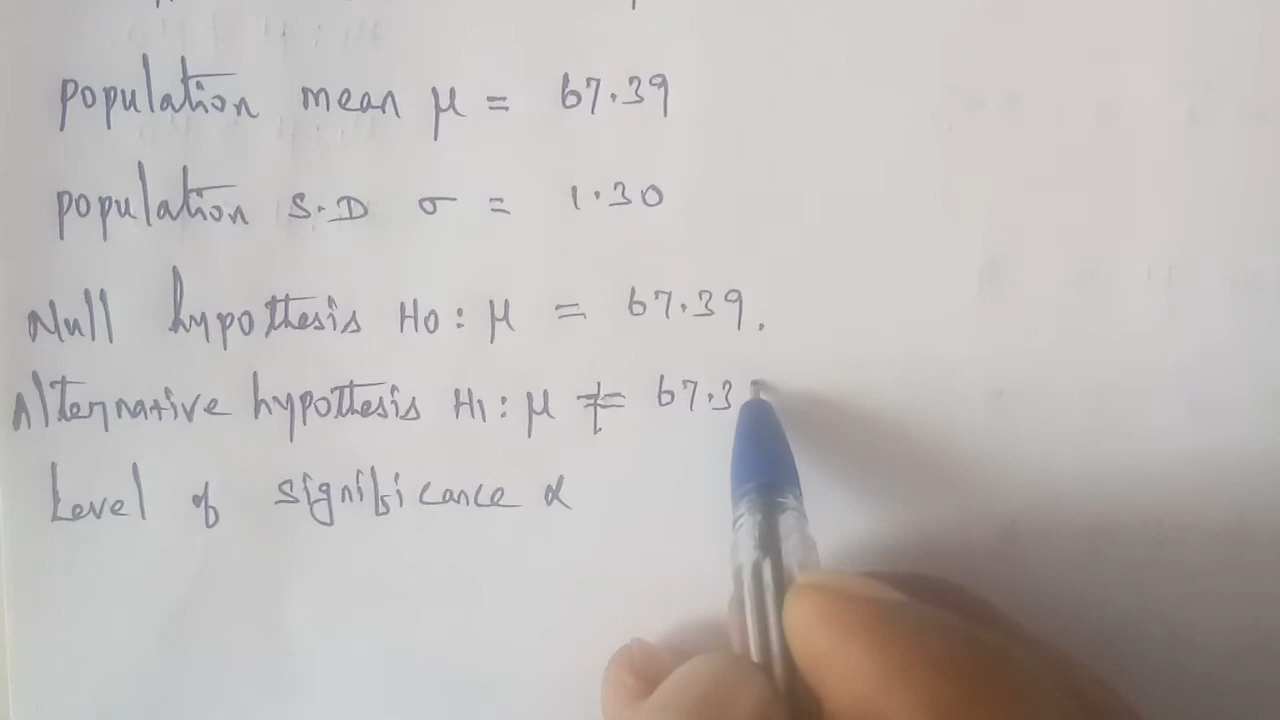 population mean μ = 67.39
population S.D σ = 1.30
Null hypothesis H0 : μ = 67.39.
Alternative hypothesis H1 : μ ≠ 67.3
Level of significance α